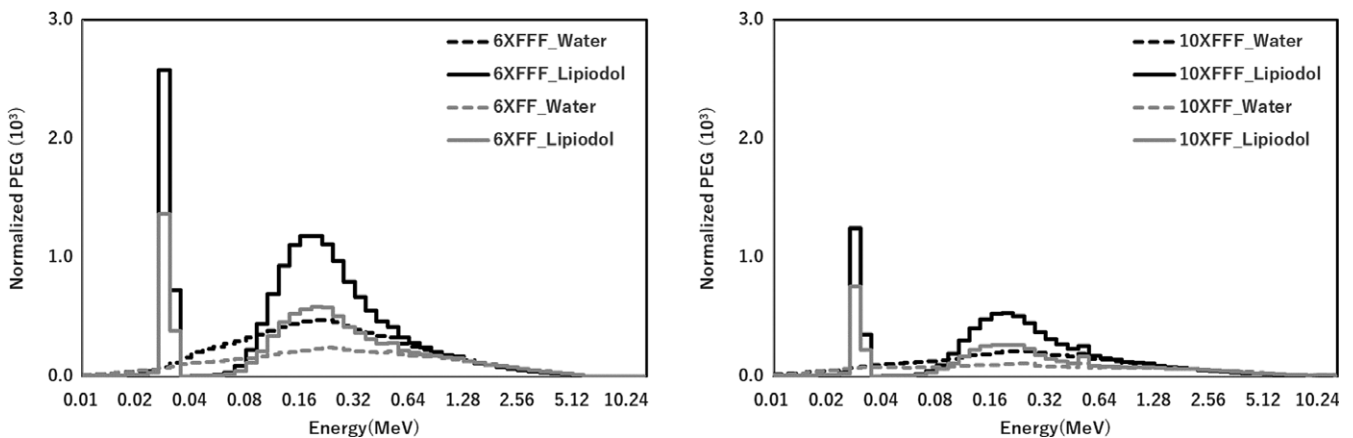 3.0
2.0
1.0
0.0
Normalized PEG (10³)
6XFFF_Water
6XFFF_Lipiodol
6XFF_Water
6XFF_Lipiodol
0.01 0.02 0.04 0.08 0.16 0.32 0.64 1.28 2.56 5.12 10.24
Energy(MeV)
3.0
2.0
1.0
0.0
Normalized PEG (10³)
10XFFF_Water
10XFFF_Lipiodol
10XFF_Water
10XFF_Lipiodol
0.01 0.02 0.04 0.08 0.16 0.32 0.64 1.28 2.56 5.12 10.24
Energy(MeV)